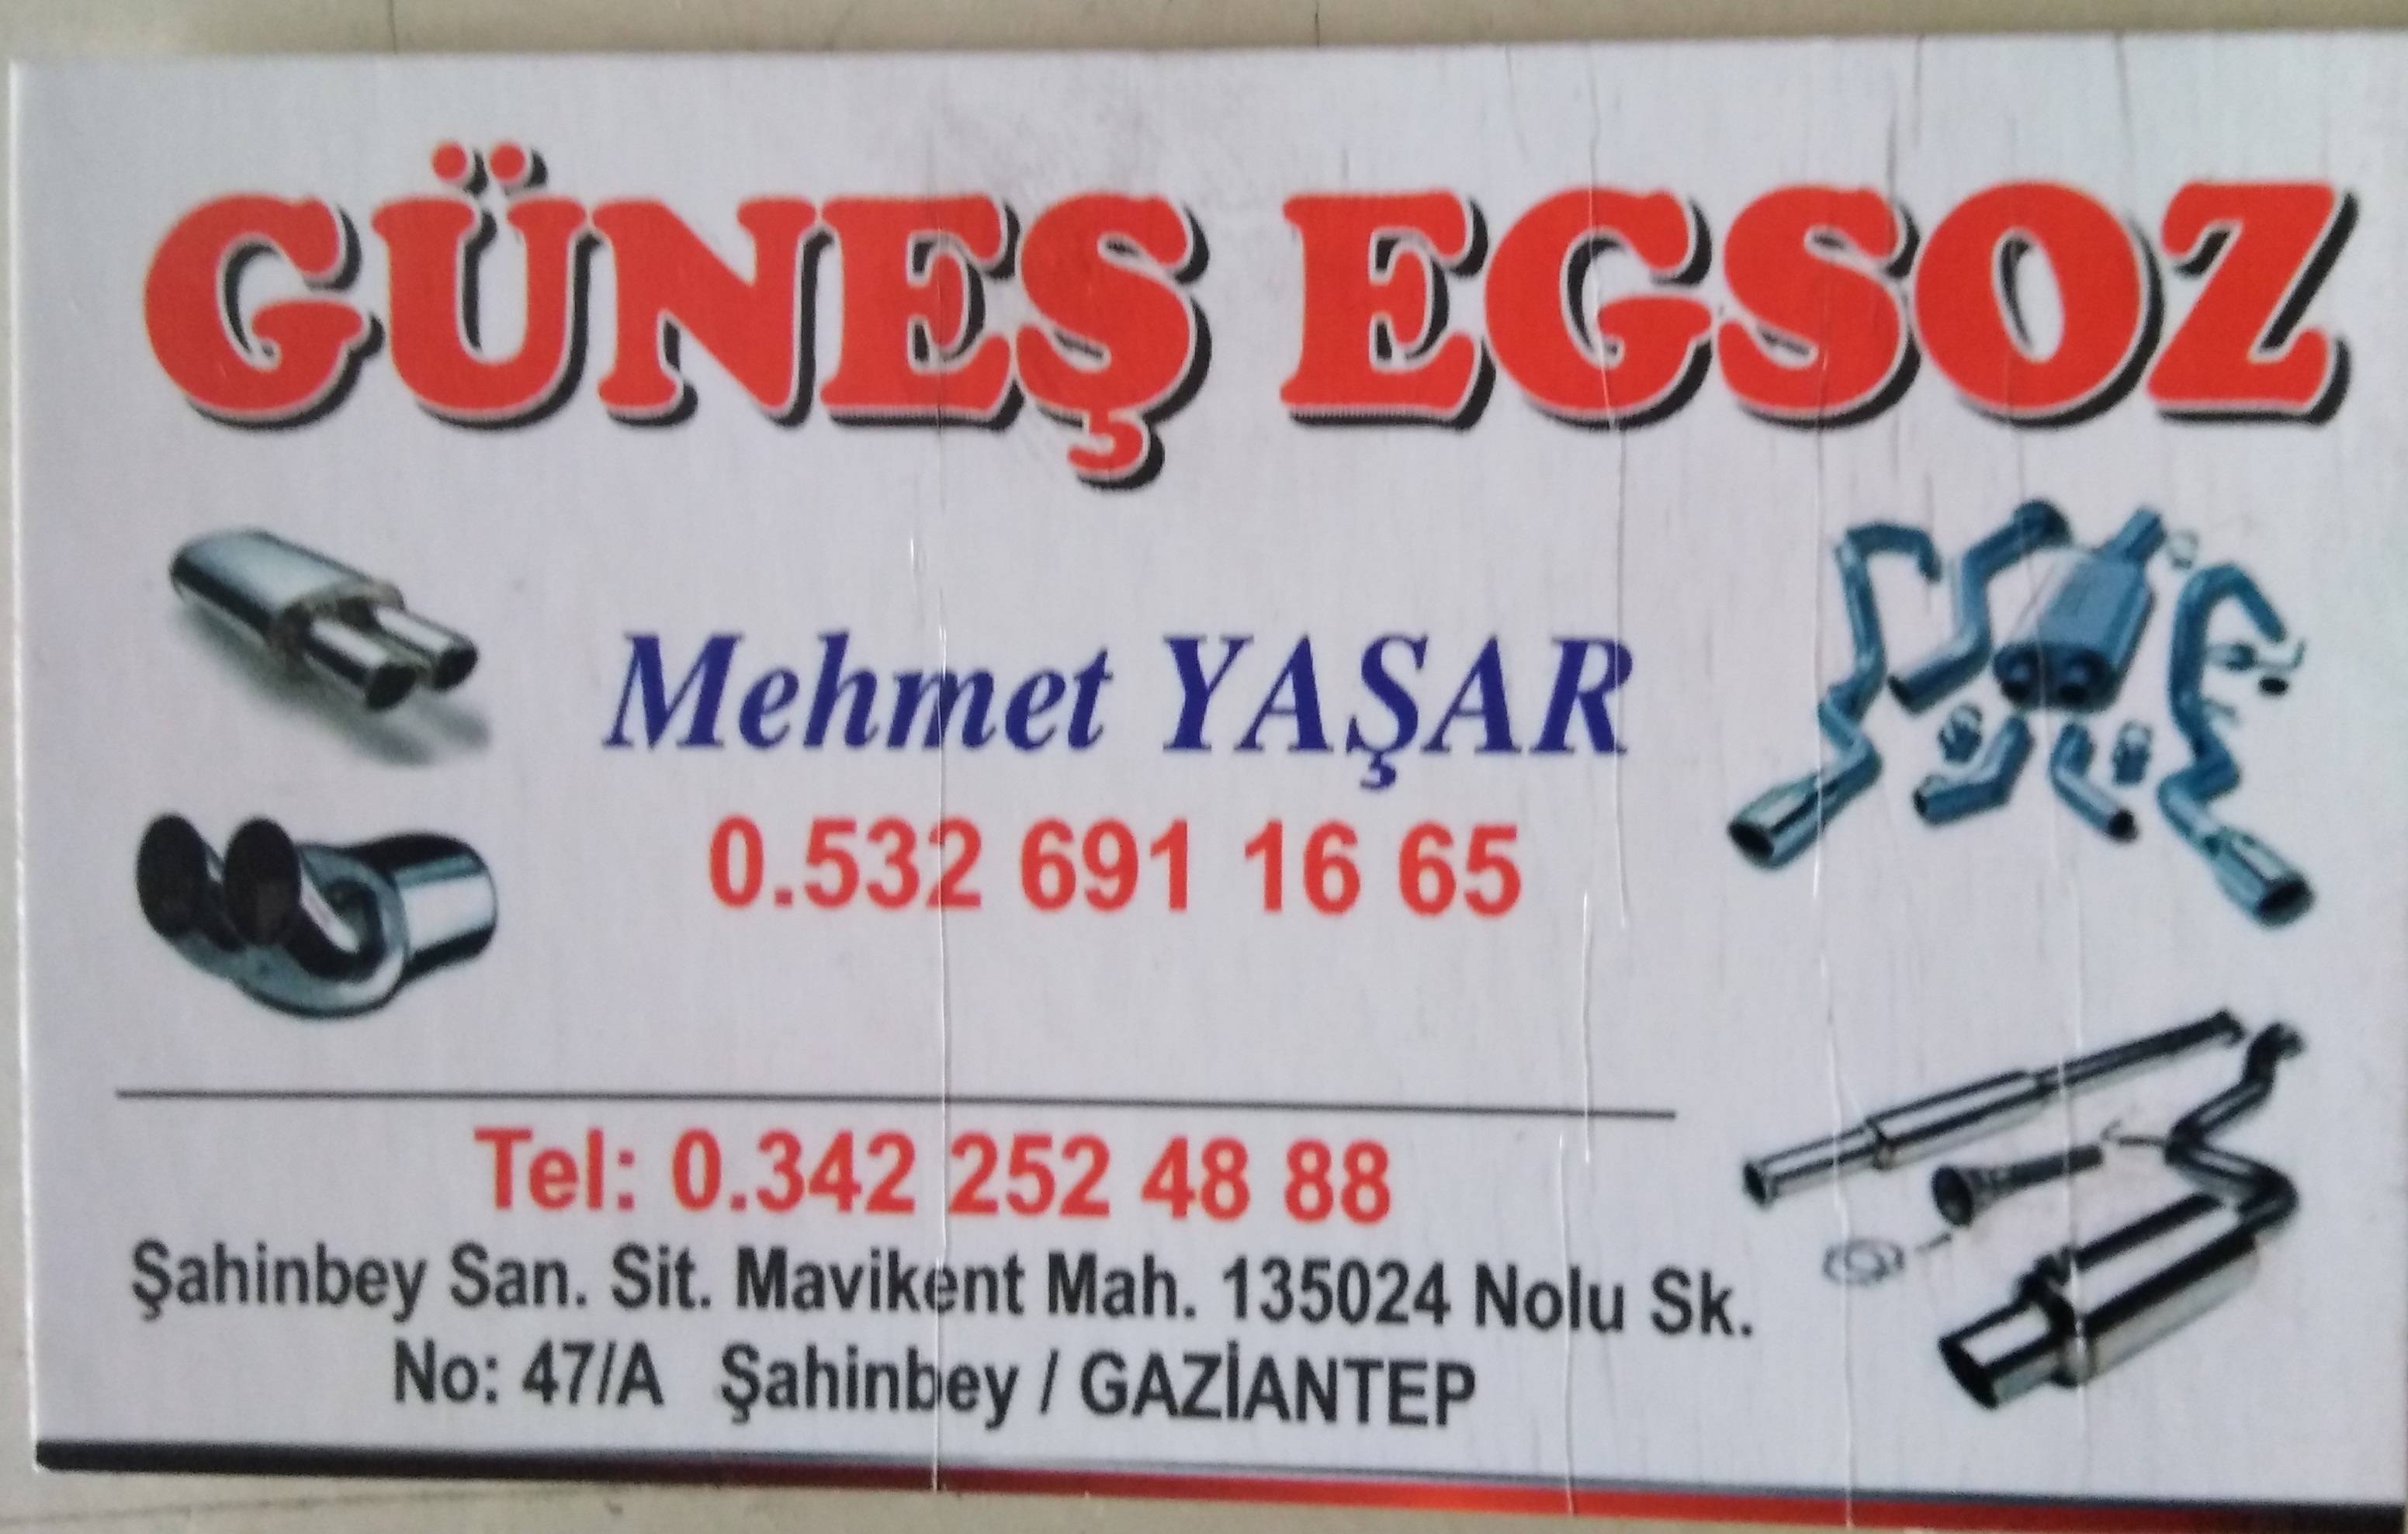 GÜNEŞ EGSOZ
Mehmet YAŞAR
0.532 691 16 65
Tel: 0.342 252 48 88
Şahinbey San. Sit. Mavikent Mah. 135024 Nolu Sk.
No: 47/A Şahinbey / GAZİANTEP